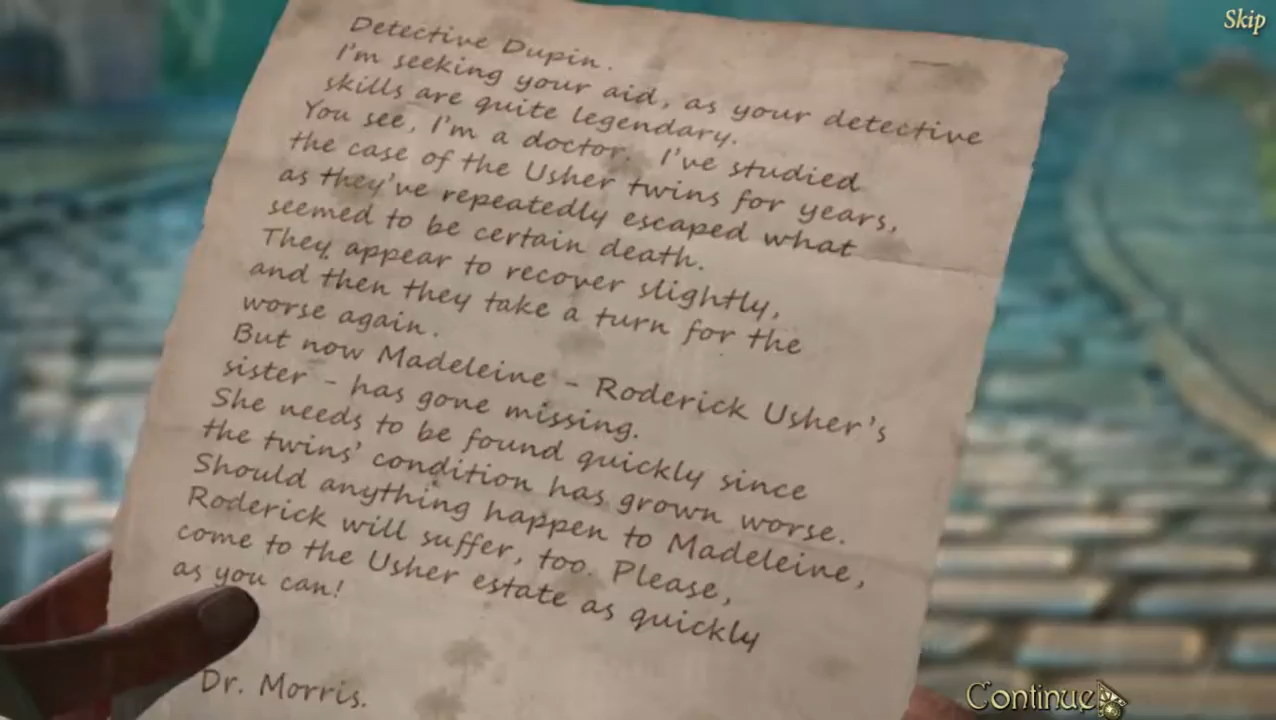 Skip
Detective Dupin.
I'm seeking your aid, as your detective
skills are quite legendary.
You see, I'm a doctor. I've studied
the case of the Usher twins for years,
as they've repeatedly escaped what
seemed to be certain death.
They appear to recover slightly,
and then they take a turn for the
worse again.
But now Madeleine - Roderick Usher's
sister - has gone missing.
She needs to be found quickly since
the twins' condition has grown worse.
Should anything happen to Madeleine,
Roderick will suffer, too. Please,
come to the Usher estate as quickly
as you can!
Dr. Morris.
Continue